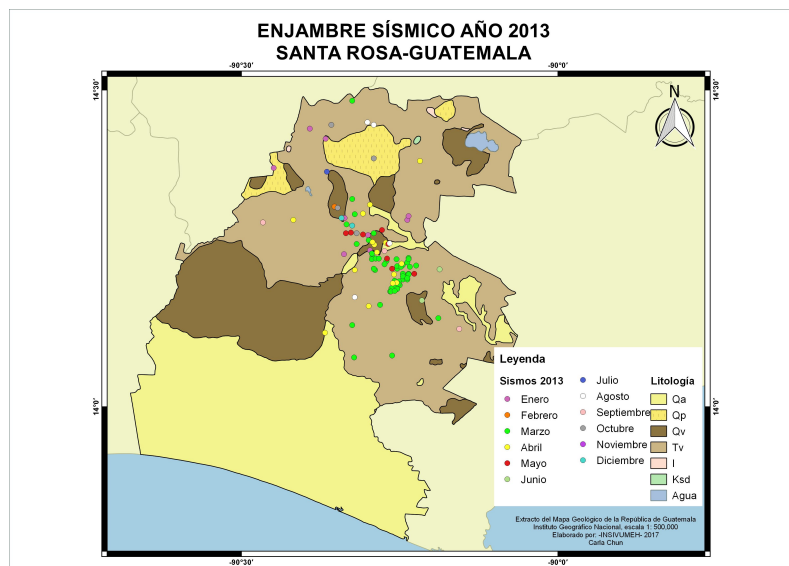 ENJAMBRE SÍSMICO AÑO 2013
SANTA ROSA-GUATEMALA
-90°30'
-90°0'
14°30'
14°30'
N
14°0'
14°0'
Leyenda
Sismos 2013
Enero
Febrero
Marzo
Abril
Mayo
Junio
Julio
Agosto
Septiembre
Octubre
Noviembre
Diciembre
Litología
Qa
Qp
Qv
Tv
I
Ksd
Agua
Extracto del Mapa Geológico de la República de Guatemala
Instituto Geográfico Nacional, escala 1: 500,000
Elaborado por: -INSIVUMEH- 2017
Carla Chun
-90°30'
-90°0'